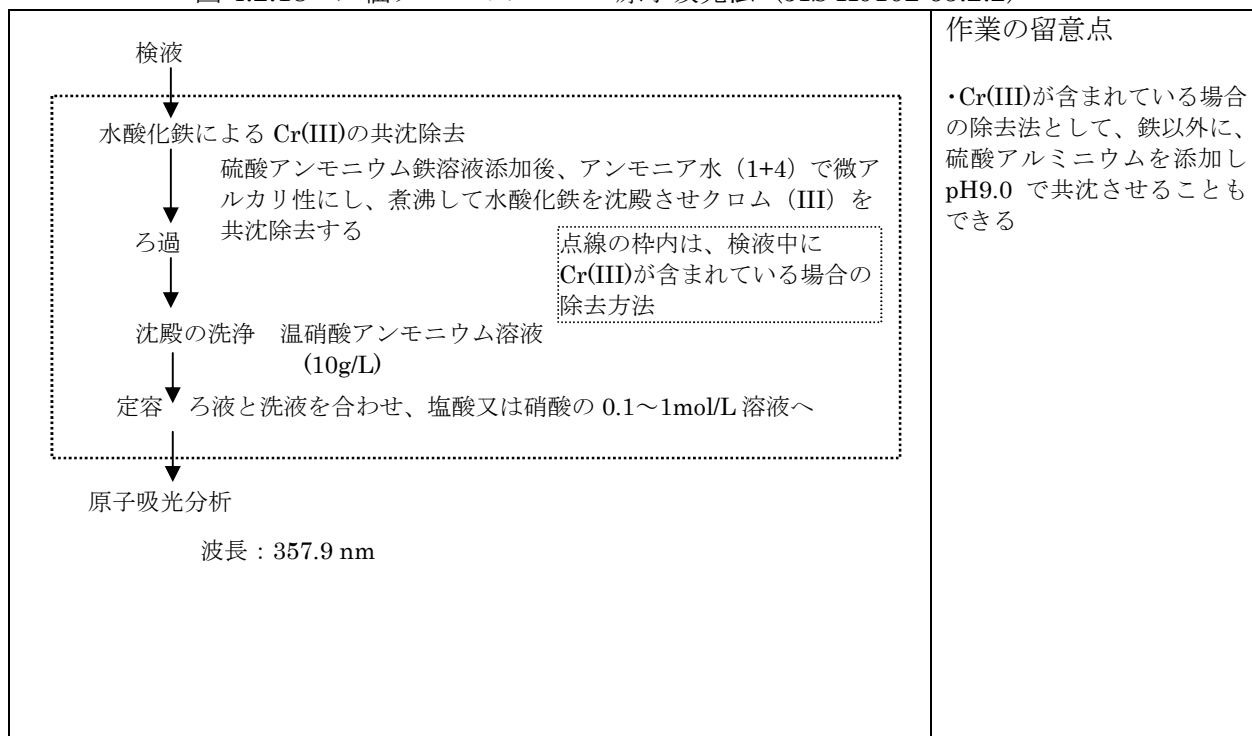 検液
水酸化鉄による Cr(III)の共沈除去
硫酸アンモニウム鉄溶液添加後、アンモニア水（1+4）で微ア
ルカリ性にし、煮沸して水酸化鉄を沈殿させクロム（III）を
共沈除去する
ろ過
点線の枠内は、検液中に
Cr(III)が含まれている場合の
除去方法
沈殿の洗浄 温硝酸アンモニウム溶液
(10g/L)
定容 ろ液と洗液を合わせ、塩酸又は硝酸の 0.1～1mol/L 溶液へ
原子吸光分析
波長：357.9 nm
作業の留意点
・Cr(III)が含まれている場合
の除去法として、鉄以外に、
硫酸アルミニウムを添加し
pH9.0 で共沈させることも
できる